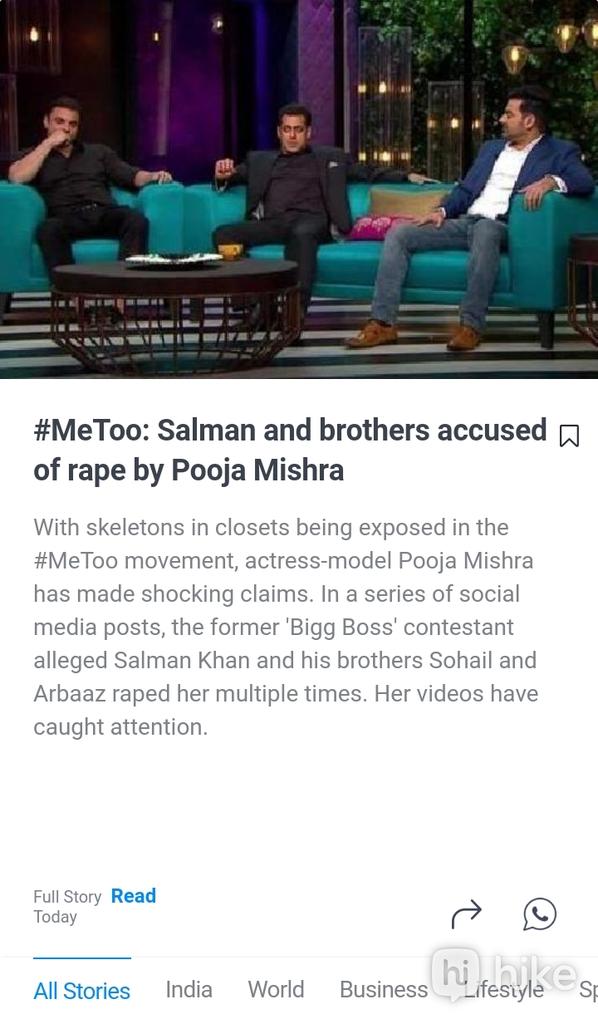 #MeToo: Salman and brothers accused
of rape by Pooja Mishra
With skeletons in closets being exposed in the
#MeToo movement, actress-model Pooja Mishra
has made shocking claims. In a series of social
media posts, the former 'Bigg Boss' contestant
alleged Salman Khan and his brothers Sohail and
Arbaaz raped her multiple times. Her videos have
caught attention.
Full Story Read
Today
hi hike
All Stories India World Business Lifestyle Sp